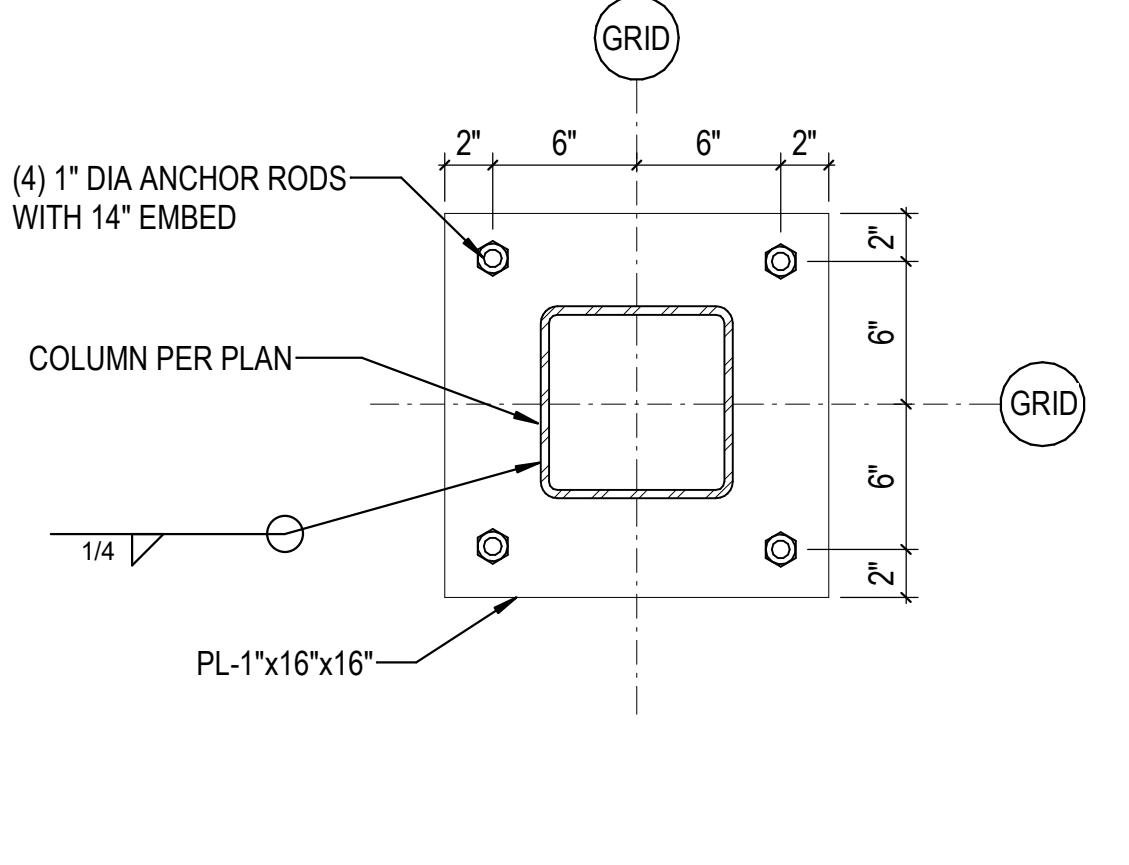 GRID
2" 6" 6" 2"
(4) 1" DIA ANCHOR RODS
WITH 14" EMBED
2"
6"
COLUMN PER PLAN
GRID
6"
1/4
2"
PL-1"x16"x16"